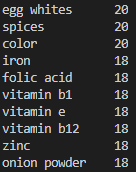 egg whites 20
spices 20
color 20
iron 18
folic acid 18
vitamin b1 18
vitamin e 18
vitamin b12 18
zinc 18
onion powder 18